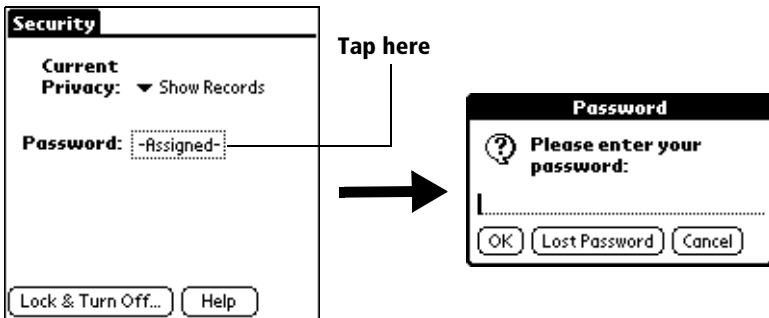 Security
Current
Privacy: Show Records
Password: -Assigned-
Lock & Turn Off... Help
Tap here
Password
Please enter your
password:
OK Lost Password Cancel